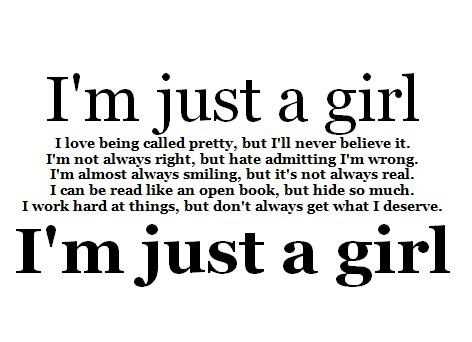 I'm just a girl
I love being called pretty, but I'll never believe it.
I'm not always right, but hate admitting I'm wrong.
I'm almost always smiling, but it's not always real.
I can be read like an open book, but hide so much.
I work hard at things, but don't always get what I deserve.
I'm just a girl